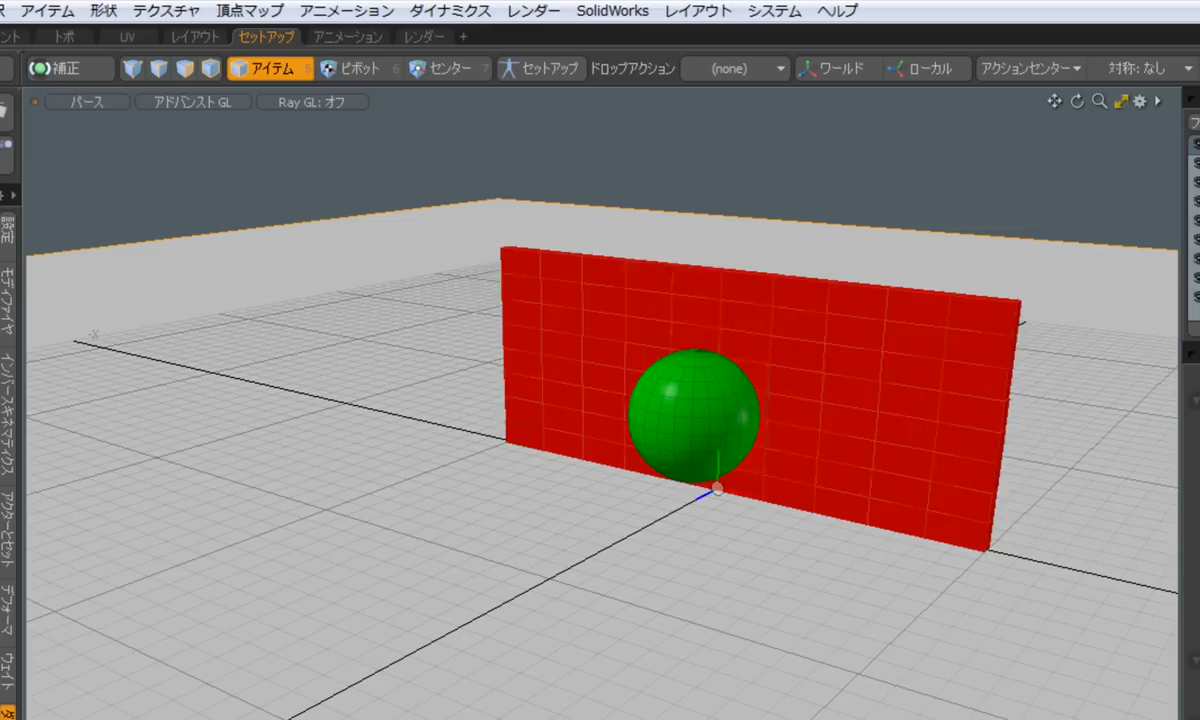 アイテム 形状 テクスチャ 頂点マップ アニメーション ダイナミクス レンダー SolidWorks レイアウト システム ヘルプ
ント トポ UV レイアウト セットアップ アニメーション レンダー +
補正 アイテム 5 ピボット 6 センター 7 セットアップ ドロップアクション (none) ワールド ローカル アクションセンター 対称: なし
パース アドバンスト GL Ray GL: オフ
設定
モディファイヤ
インバースキネマティクス
アクターとセット
デフォーマ
ウェイト
-X